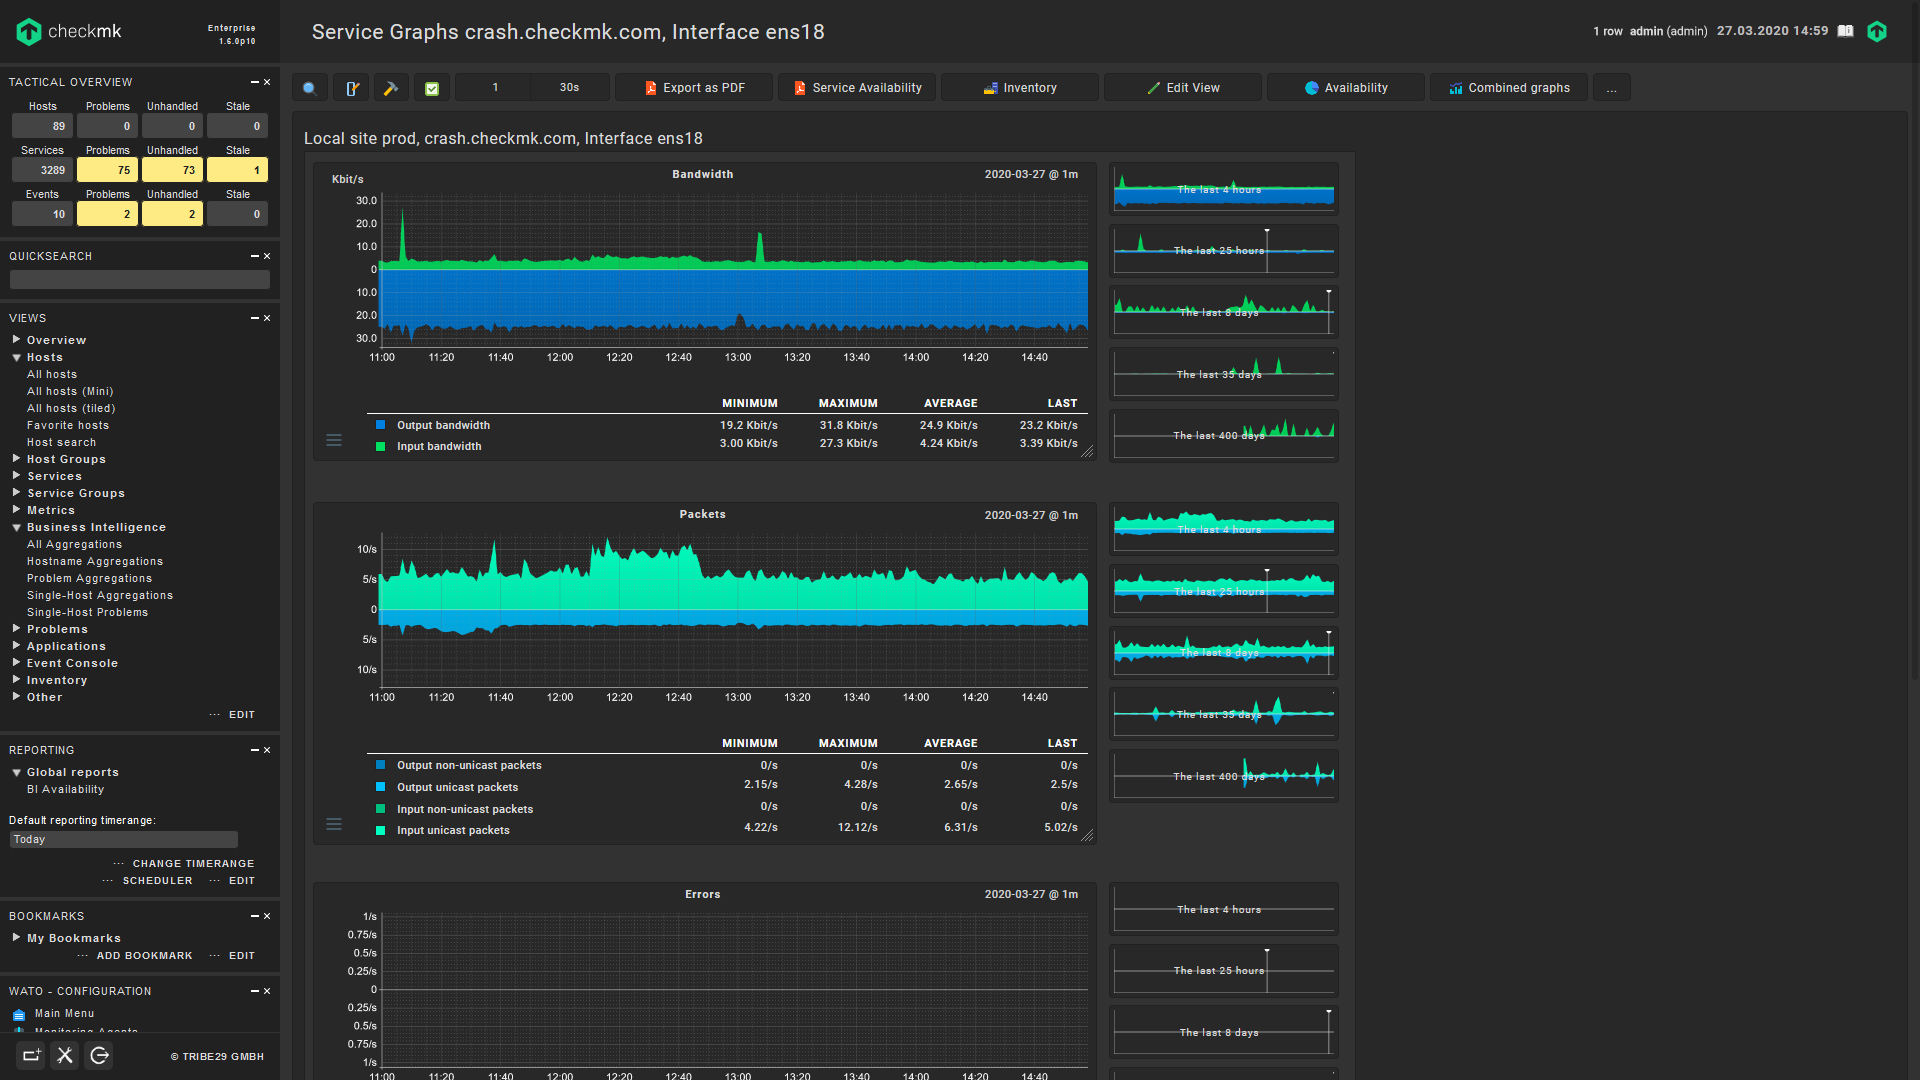 checkmk
Enterprise
1.6.0p10
Service Graphs crash.checkmk.com, Interface ens18
1 row admin (admin) 27.03.2020 14:59
TACTICAL OVERVIEW
Hosts Problems Unhandled Stale
89 0 0 0
Services Problems Unhandled Stale
3289 75 73 1
Events Problems Unhandled Stale
10 2 2 0
QUICKSEARCH
VIEWS
Overview
Hosts
All hosts
All hosts (Mini)
All hosts (tiled)
Favorite hosts
Host search
Host Groups
Services
Service Groups
Metrics
Business Intelligence
All Aggregations
Hostname Aggregations
Problem Aggregations
Single-Host Aggregations
Single-Host Problems
Problems
Applications
Event Console
Inventory
Other
EDIT
REPORTING
Global reports
BI Availability
Default reporting timerange:
Today
CHANGE TIMERANGE
SCHEDULER EDIT
BOOKMARKS
My Bookmarks
ADD BOOKMARK EDIT
WATO - CONFIGURATION
Main Menu
Monitoring Agents
© TRIBE29 GMBH
1 30s Export as PDF Service Availability Inventory Edit View Availability Combined graphs ...
Local site prod, crash.checkmk.com, Interface ens18
Kbit/s Bandwidth 2020-03-27 @ 1m
30.0
20.0
10.0
0
10.0
20.0
30.0
11:00 11:20 11:40 12:00 12:20 12:40 13:00 13:20 13:40 14:00 14:20 14:40
MINIMUM MAXIMUM AVERAGE LAST
Output bandwidth 19.2 Kbit/s 31.8 Kbit/s 24.9 Kbit/s 23.2 Kbit/s
Input bandwidth 3.00 Kbit/s 27.3 Kbit/s 4.24 Kbit/s 3.39 Kbit/s
The last 4 hours
The last 25 hours
The last 8 days
The last 35 days
The last 400 days
Packets 2020-03-27 @ 1m
10/s
5/s
0
5/s
10/s
11:00 11:20 11:40 12:00 12:20 12:40 13:00 13:20 13:40 14:00 14:20 14:40
MINIMUM MAXIMUM AVERAGE LAST
Output non-unicast packets 0/s 0/s 0/s 0/s
Output unicast packets 2.15/s 4.28/s 2.65/s 2.5/s
Input non-unicast packets 0/s 0/s 0/s 0/s
Input unicast packets 4.22/s 12.12/s 6.31/s 5.02/s
The last 4 hours
The last 25 hours
The last 8 days
The last 35 days
The last 400 days
Errors 2020-03-27 @ 1m
1/s
0.75/s
0.5/s
0.25/s
0
0.25/s
0.5/s
0.75/s
1/s
11:00 11:20 11:40 12:00 12:20 12:40 13:00 13:20 13:40 14:00 14:20 14:40
The last 4 hours
The last 25 hours
The last 8 days